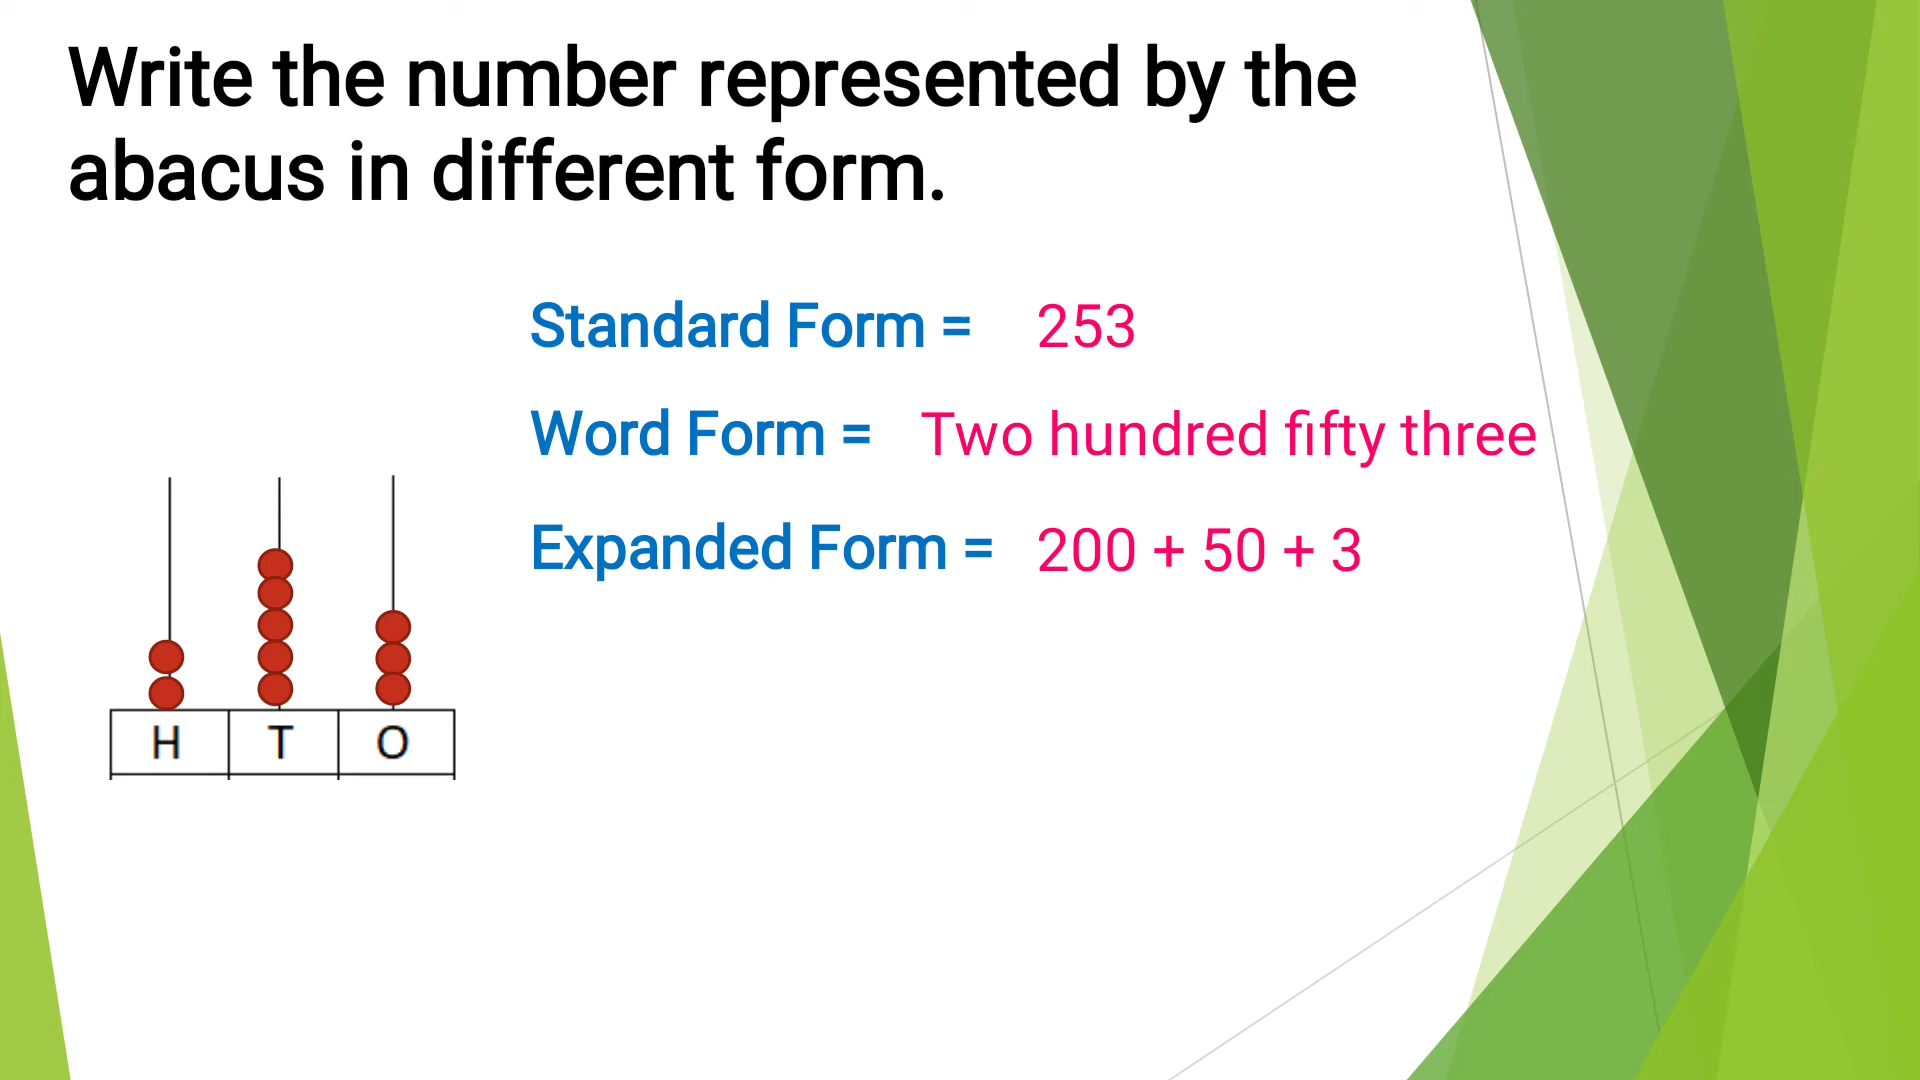 Write the number represented by the
abacus in different form.
Standard Form = 253
Word Form = Two hundred fifty three
Expanded Form = 200 + 50 + 3
H T O